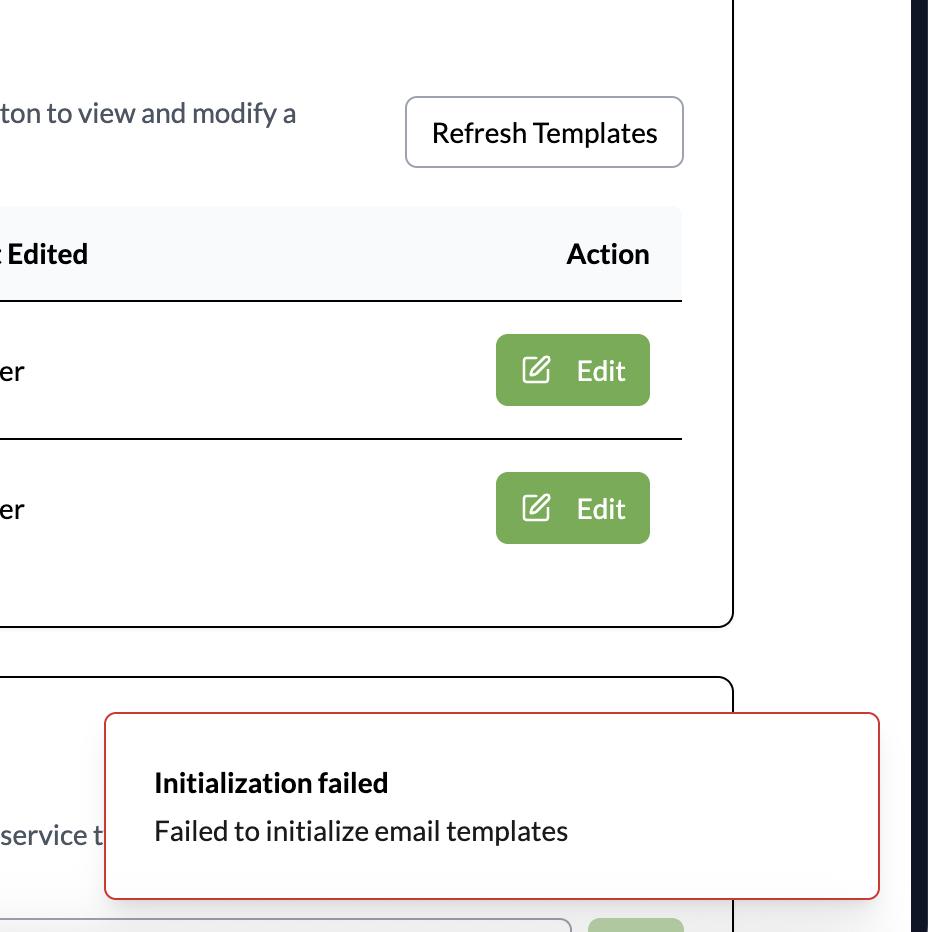 ton to view and modify a
Refresh Templates
Edited
Action
er
Edit
er
Edit
Initialization failed
Failed to initialize email templates
service t